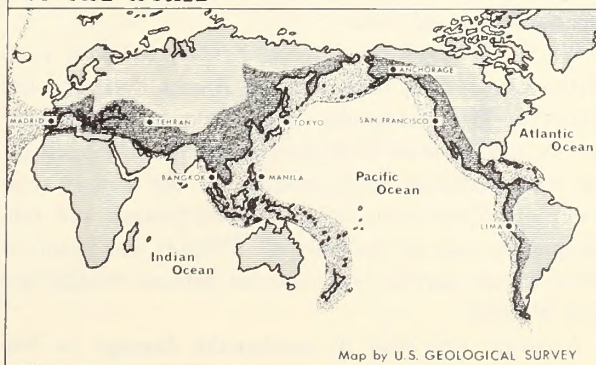 ANCHORAGE
MADRID
TEHRAN
TOKYO
SAN FRANCISCO
Atlantic
Ocean
BANGKOK
MANILA
Pacific
Ocean
LIMA
Indian
Ocean
Map by U.S. GEOLOGICAL SURVEY